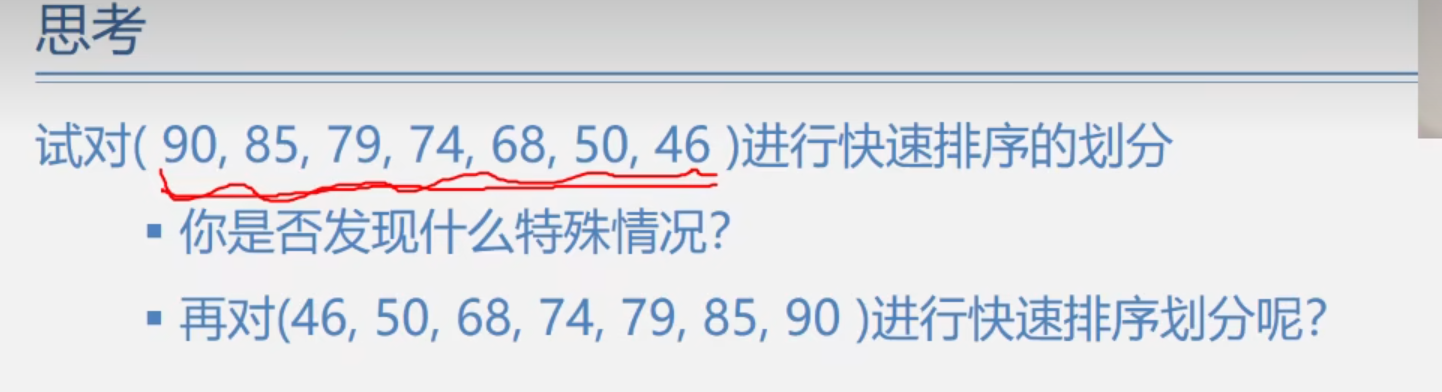 思考
试对( 90, 85, 79, 74, 68, 50, 46 )进行快速排序的划分
▪ 你是否发现什么特殊情况?
▪ 再对(46, 50, 68, 74, 79, 85, 90 )进行快速排序划分呢?